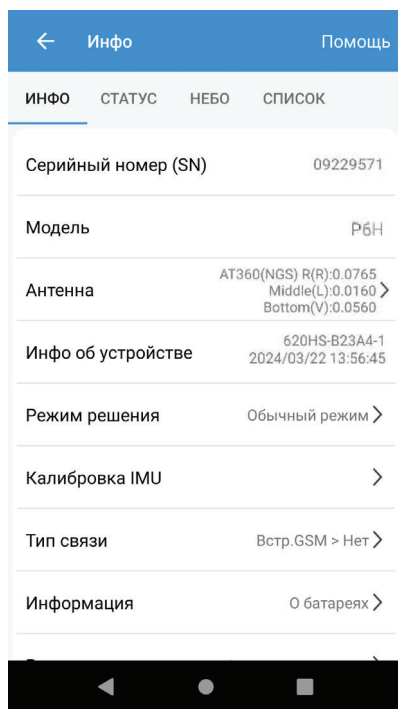 Инфо Помощь
ИНФО СТАТУС НЕБО СПИСОК
Серийный номер (SN) 09229571
Модель P6H
Антенна AT360(NGS) R(R):0.0765
Middle(L):0.0160
Bottom(V):0.0560
Инфо об устройстве 620HS-B23A4-1
2024/03/22 13:56:45
Режим решения Обычный режим
Калибровка IMU
Тип связи Встр.GSM > Нет
Информация О батареях